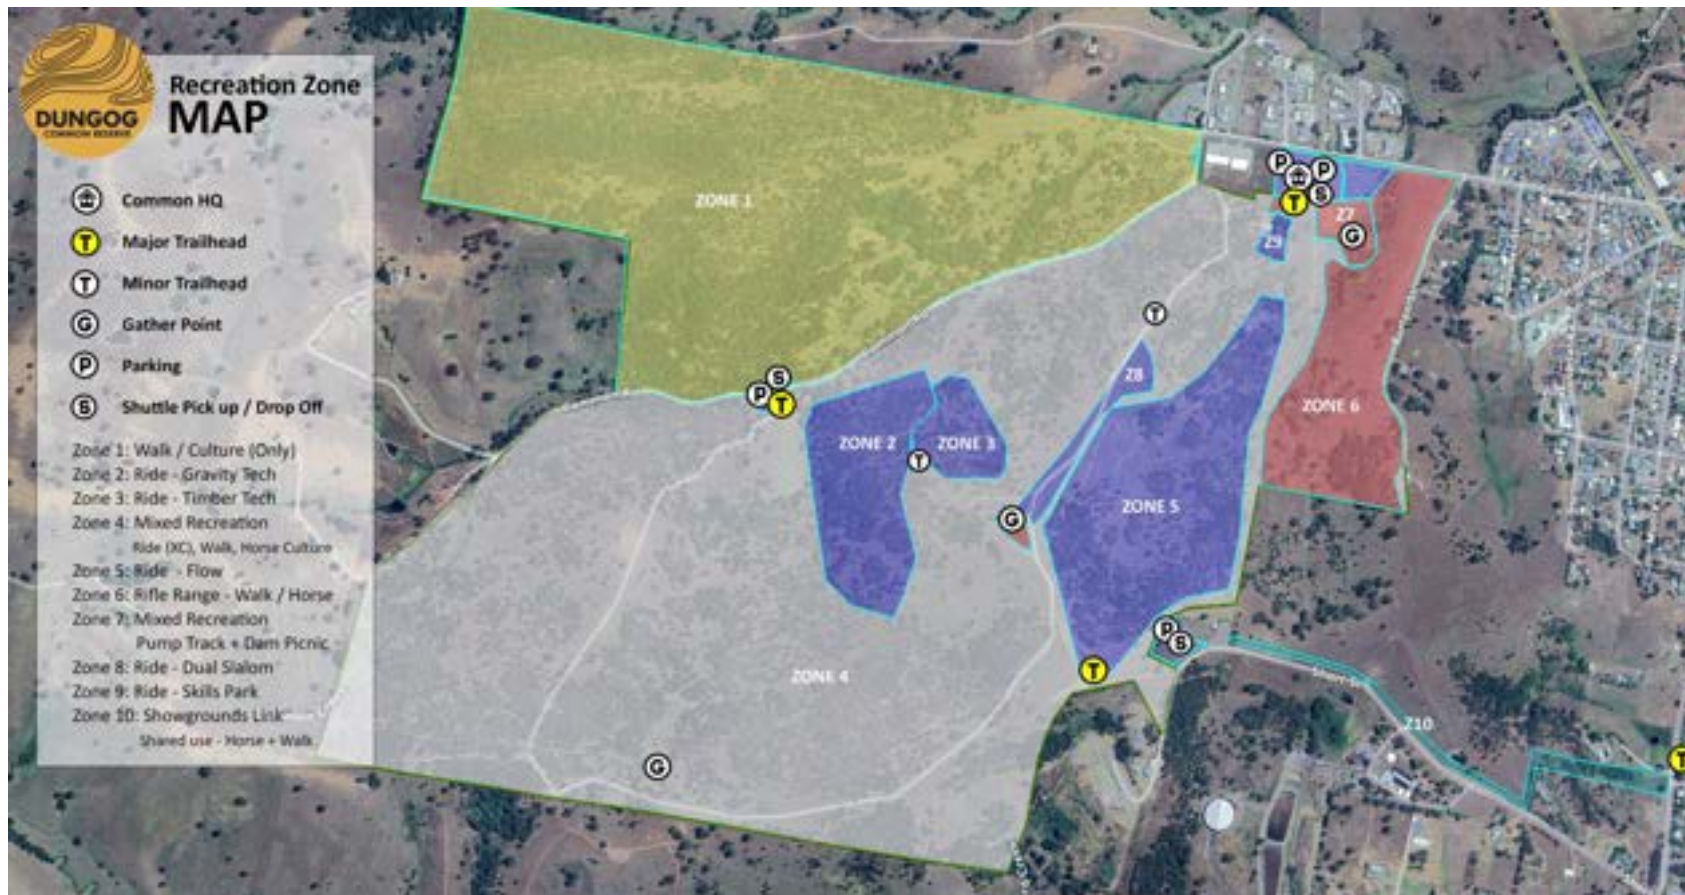 DUNGOG
COMMON RESERVE
Recreation Zone
MAP
Common HQ
T
Major Trailhead
T
Minor Trailhead
G
Gather Point
P
Parking
S
Shuttle Pick up / Drop Off
Zone 1: Walk / Culture (Only)
Zone 2: Ride - Gravity Tech
Zone 3: Ride - Timber Tech
Zone 4: Mixed Recreation
Ride (XC), Walk, Horse Culture
Zone 5: Ride - Flow
Zone 6: Rifle Range - Walk / Horse
Zone 7: Mixed Recreation
Pump Track + Dam Picnic
Zone 8: Ride - Dual Slalom
Zone 9: Ride - Skills Park
Zone 10: Showgrounds Link
Shared use - Horse + Walk
ZONE 1
P
P
S
T
Z7
G
Z9
T
Z8
S
P
T
ZONE 2
ZONE 3
T
ZONE 6
G
ZONE 5
P
S
T
ZONE 4
G
Z10
T